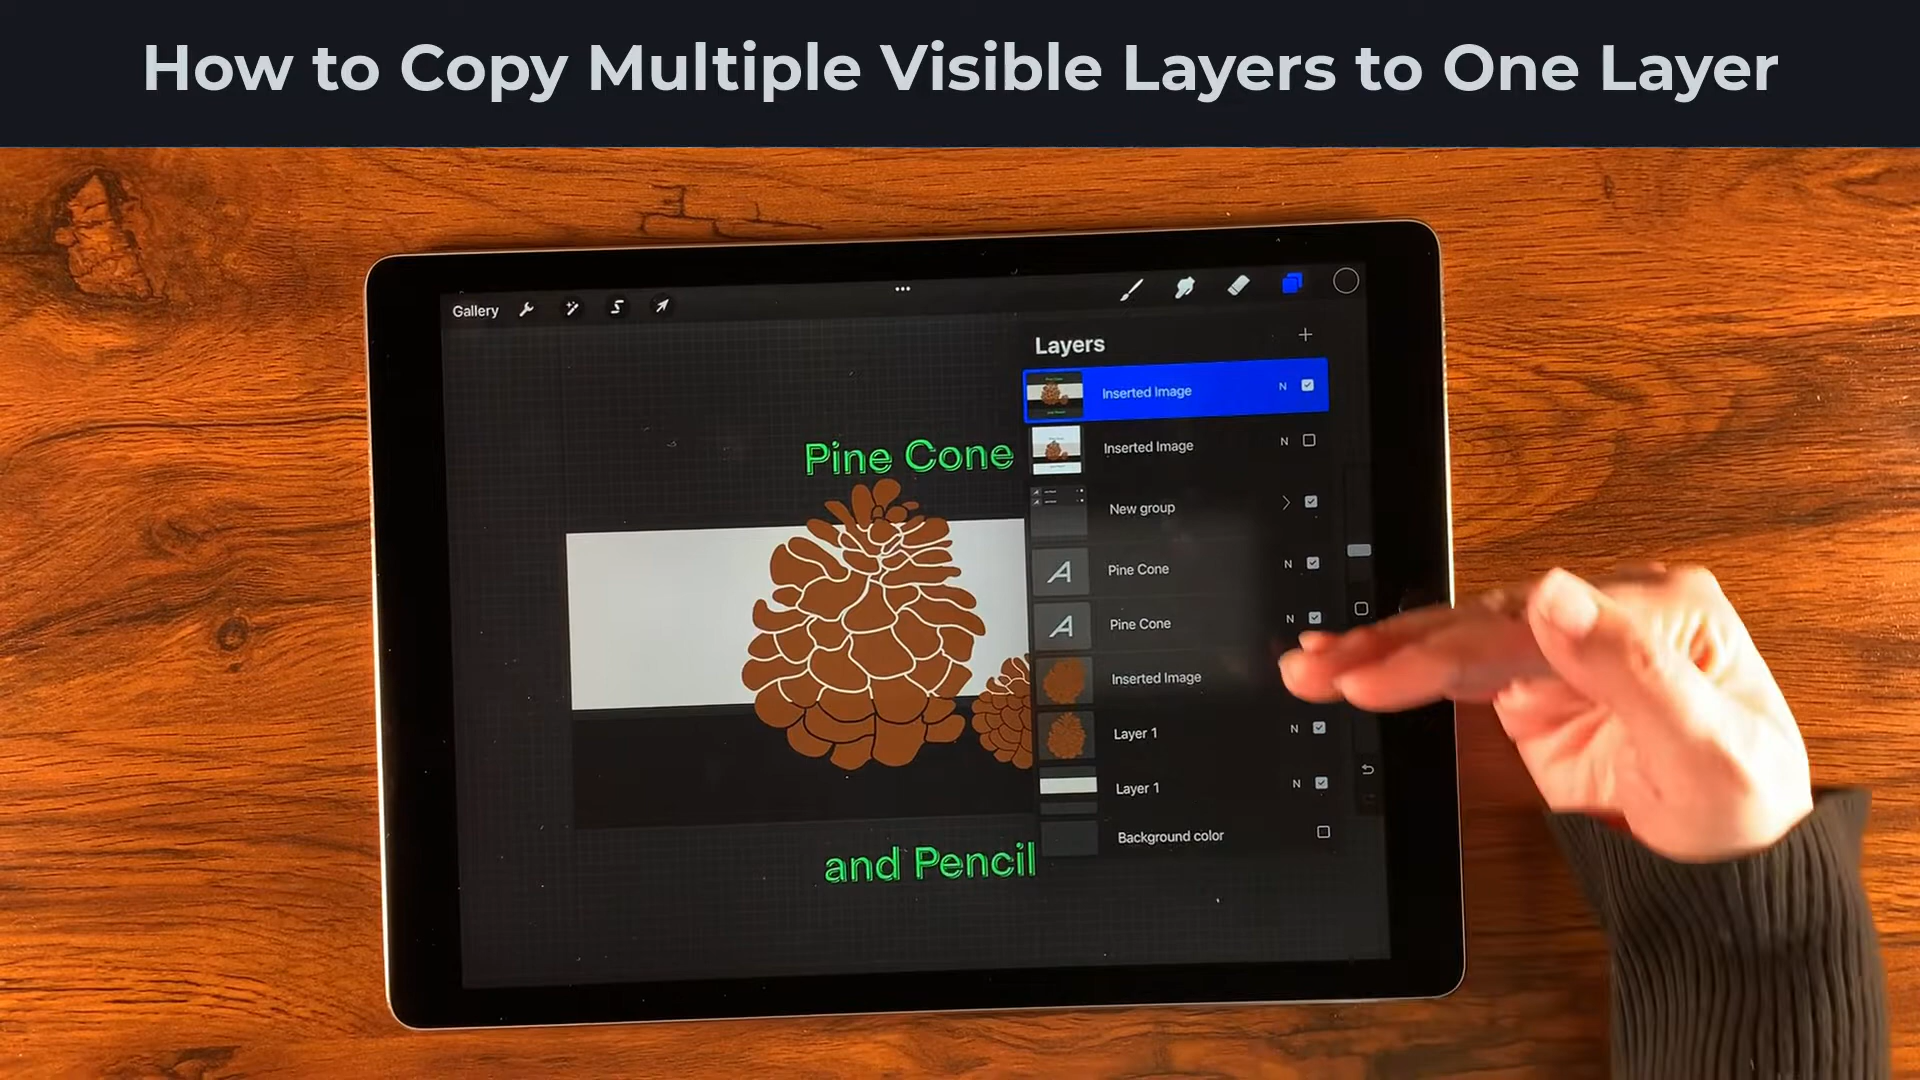 How to Copy Multiple Visible Layers to One Layer
Gallery
Layers
Inserted Image N
Inserted Image N
New group
Pine Cone N
Pine Cone N
Inserted Image
Layer 1 N
Layer 1 N
Background color
Pine Cone
and Pencil